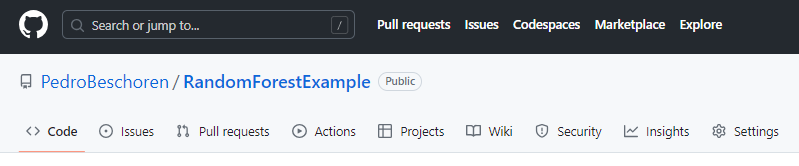 Search or jump to... / Pull requests Issues Codespaces Marketplace Explore
PedroBeschoren / RandomForestExample Public
Code Issues Pull requests Actions Projects Wiki Security Insights Settings